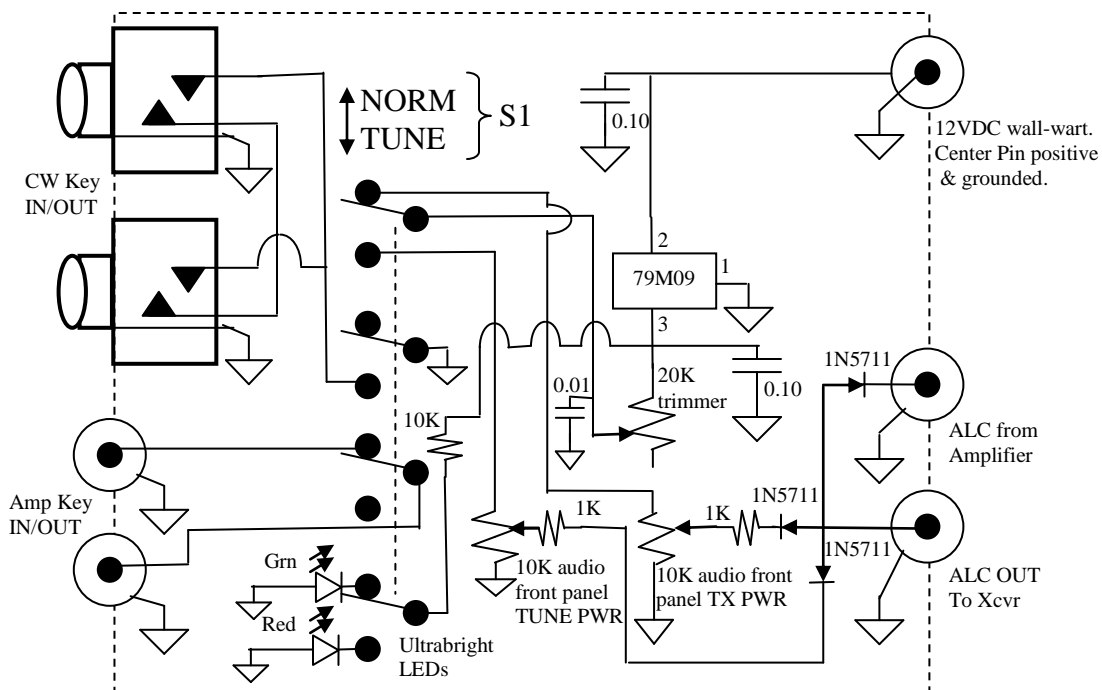 NORM
TUNE
S1
0.10
12VDC wall-wart.
Center Pin positive
& grounded.
CW Key
IN/OUT
2
79M09
1
3
1N5711
0.01
20K
trimmer
0.10
10K
ALC from
Amplifier
Amp Key
IN/OUT
1K
1K
1N5711
1N5711
Grn
10K audio
front panel
TUNE PWR
10K audio front
panel TX PWR
ALC OUT
To Xcvr
Red
Ultrabright
LEDs